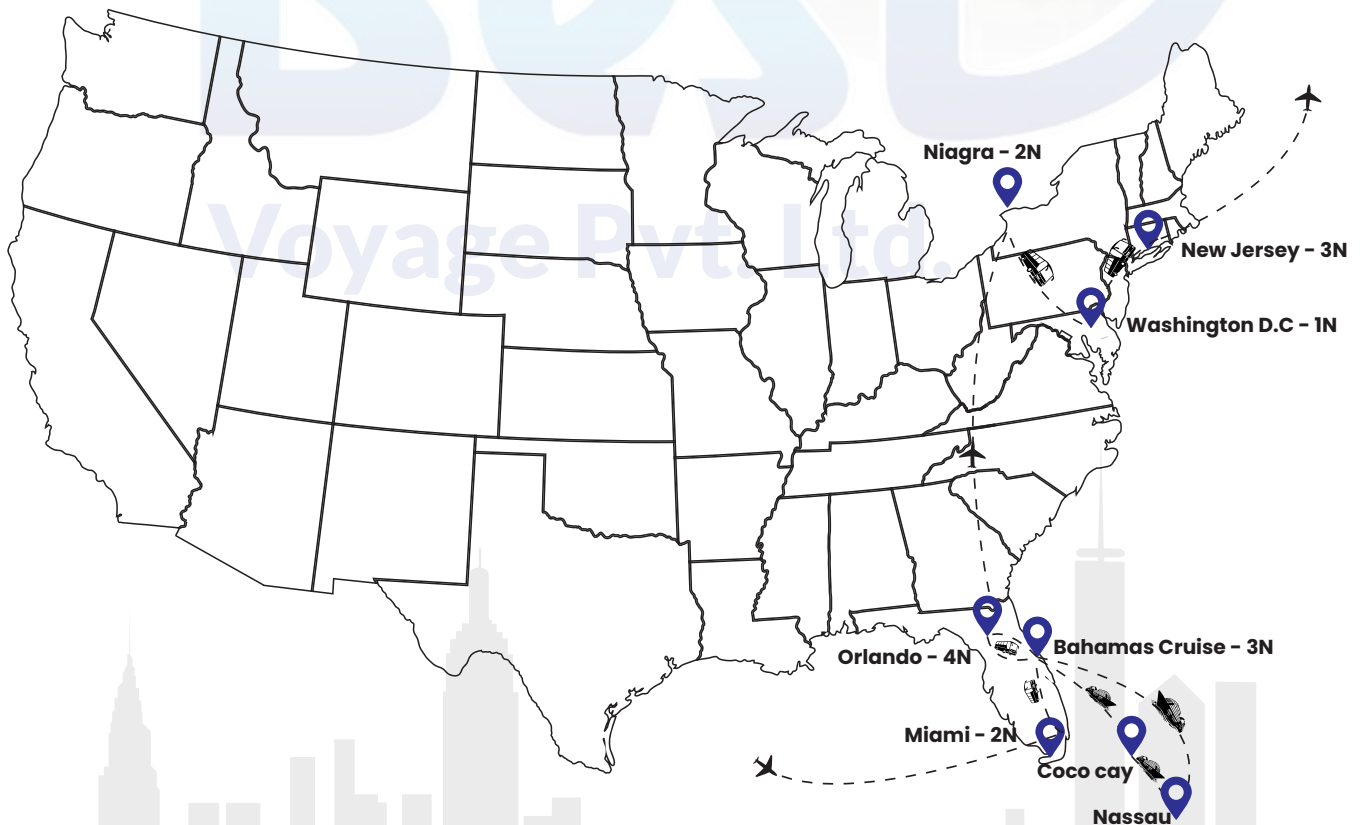 Voyage Pvt. Ltd.
Niagra - 2N
New Jersey - 3N
Washington D.C - 1N
Orlando - 4N
Bahamas Cruise - 3N
Miami - 2N
Coco cay
Nassau